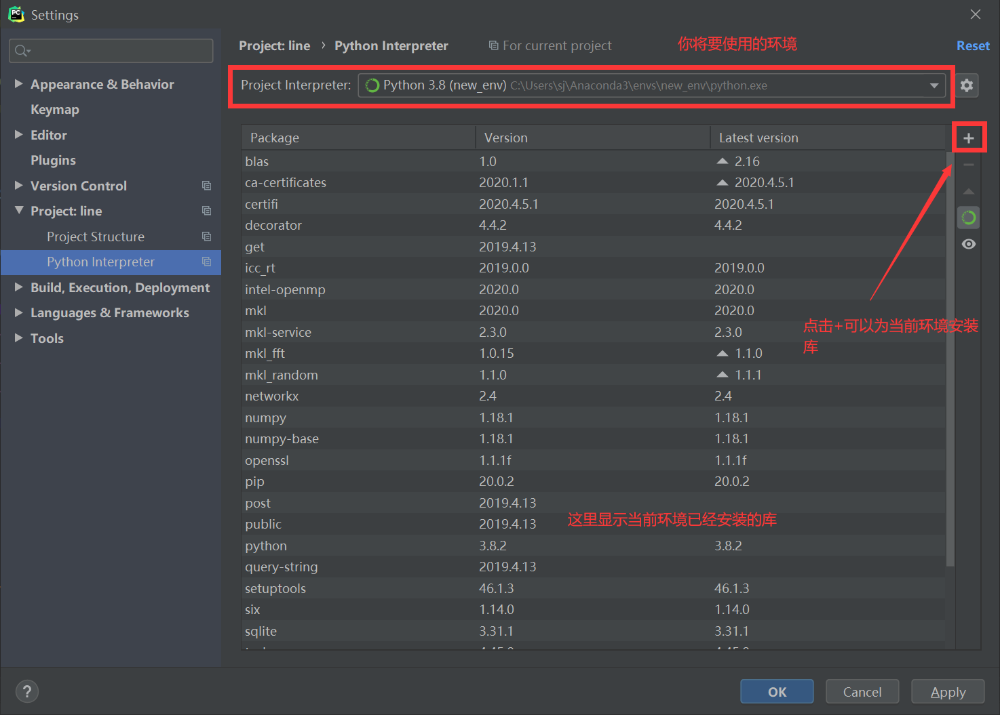 Settings
Project: line › Python Interpreter For current project 你将要使用的环境 Reset
Appearance & Behavior
Keymap
Editor
Plugins
Version Control
Project: line
Project Structure
Python Interpreter
Build, Execution, Deployment
Languages & Frameworks
Tools
Project Interpreter: Python 3.8 (new_env) C:\Users\sj\Anaconda3\envs\new_env\python.exe
Package Version Latest version
blas 1.0 2.16
ca-certificates 2020.1.1 2020.4.5.1
certifi 2020.4.5.1 2020.4.5.1
decorator 4.4.2 4.4.2
get 2019.4.13
icc_rt 2019.0.0 2019.0.0
intel-openmp 2020.0 2020.0
mkl 2020.0 2020.0
mkl-service 2.3.0 2.3.0
mkl_fft 1.0.15 1.1.0
mkl_random 1.1.0 1.1.1
networkx 2.4 2.4
numpy 1.18.1 1.18.1
numpy-base 1.18.1 1.18.1
openssl 1.1.1f 1.1.1f
pip 20.0.2 20.0.2
post 2019.4.13
public 2019.4.13
python 3.8.2 3.8.2
query-string 2019.4.13
setuptools 46.1.3 46.1.3
six 1.14.0 1.14.0
sqlite 3.31.1 3.31.1
点击+可以为当前环境安装
库
这里显示当前环境已经安装的库
? OK Cancel Apply